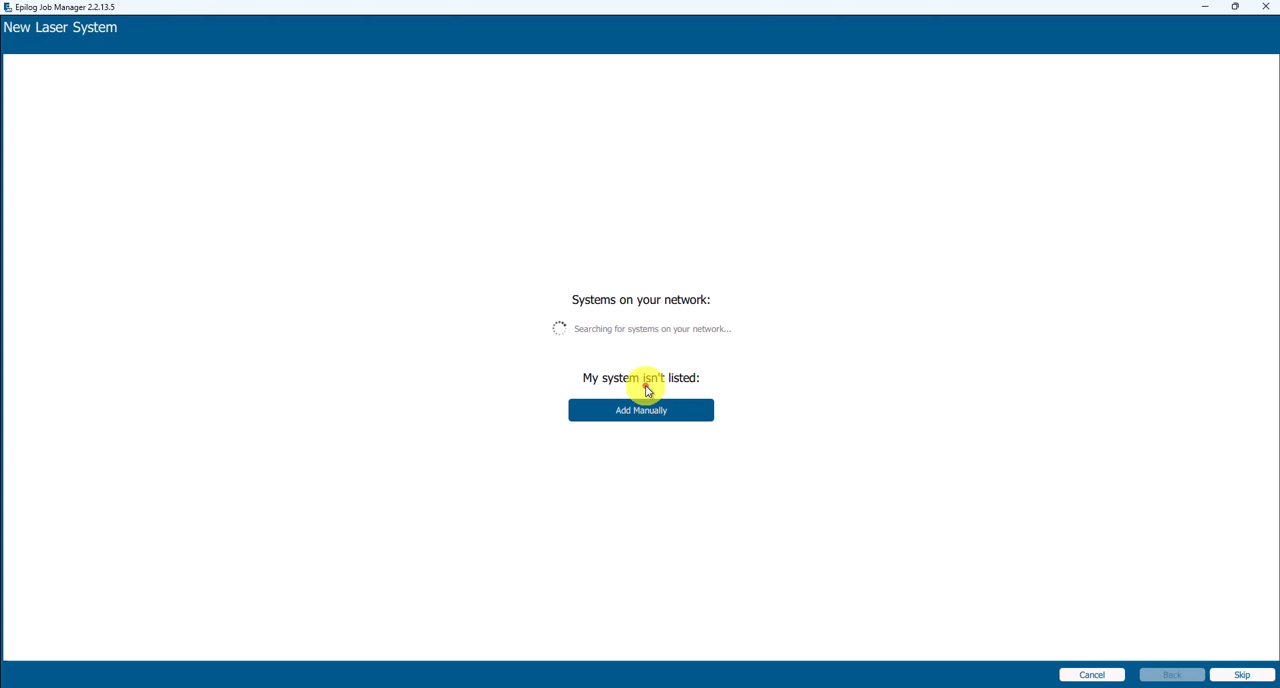 Epilog Job Manager 2.2.13.5
New Laser System
Systems on your network:
Searching for systems on your network...
My system isn't listed:
Add Manually
Cancel
Back
Skip